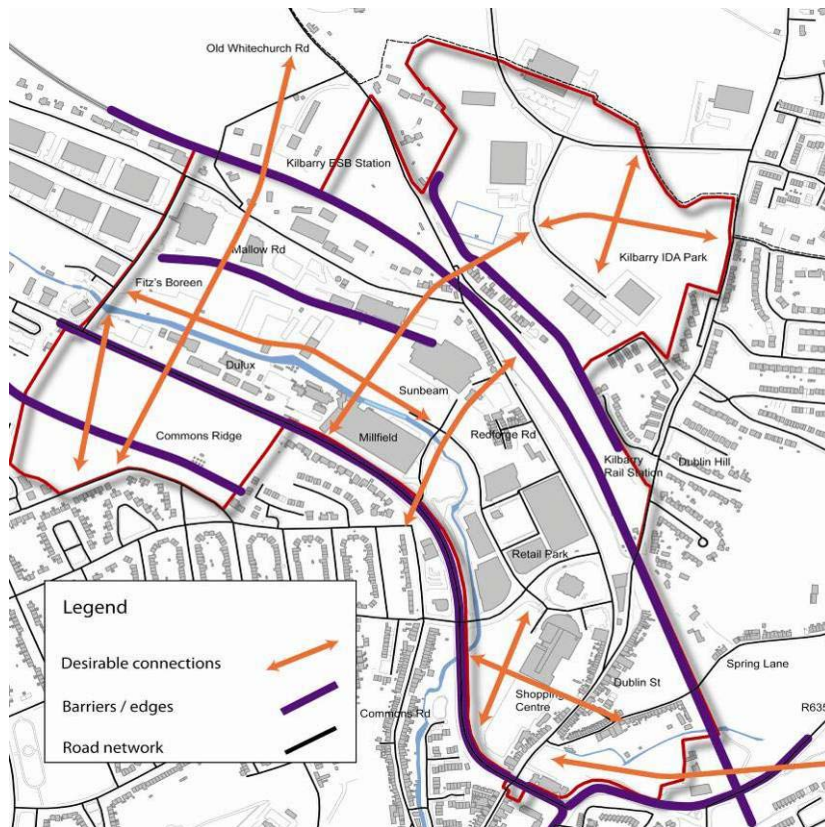 Old Whitechurch Rd
Kilbarry ESB Station
Mallow Rd
Kilbarry IDA Park
Fitz's Boreen
Dulux
Sunbeam
Commons Ridge
Millfield
Redforge Rd
Kilbarry
Rail Station
Dublin Hill
Retail Park
Legend
Desirable connections
Barriers / edges
Road network
Spring Lane
Dublin St
Shopping
Centre
Commons Rd
R635